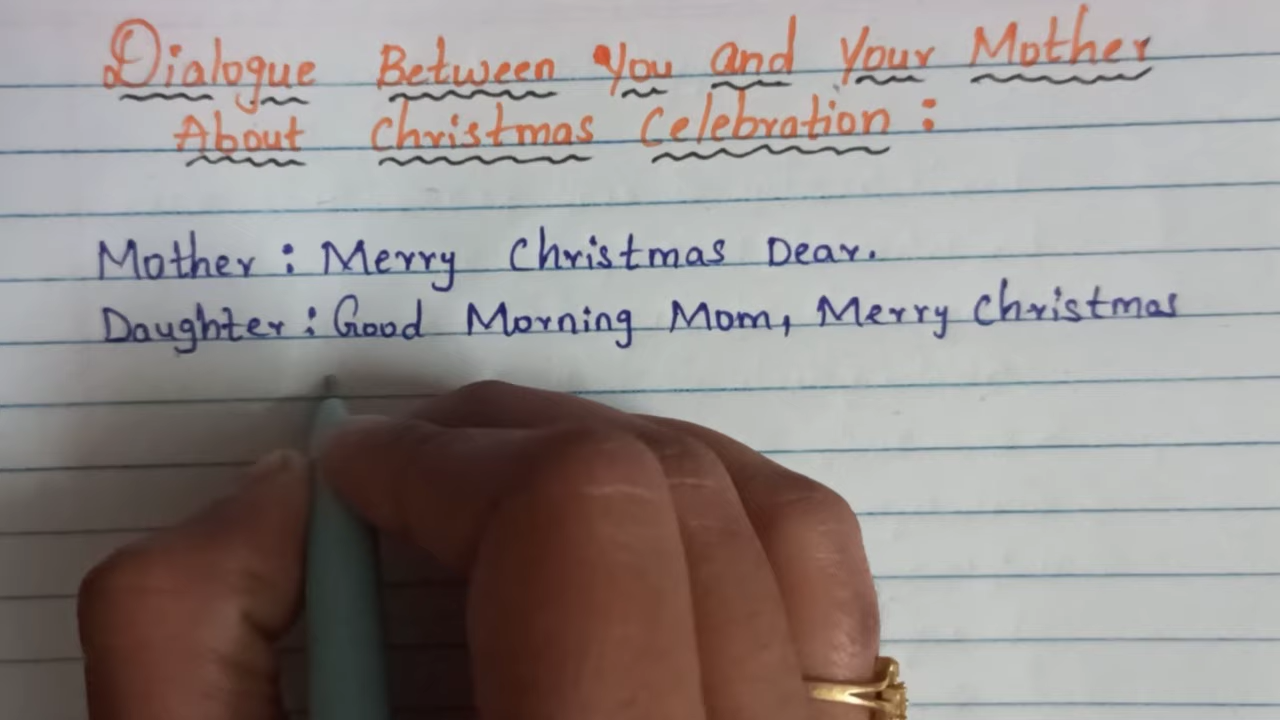 Dialogue Between You and Your Mother
About Christmas Celebration :
Mother : Merry Christmas Dear.
Daughter : Good Morning Mom, Merry Christmas